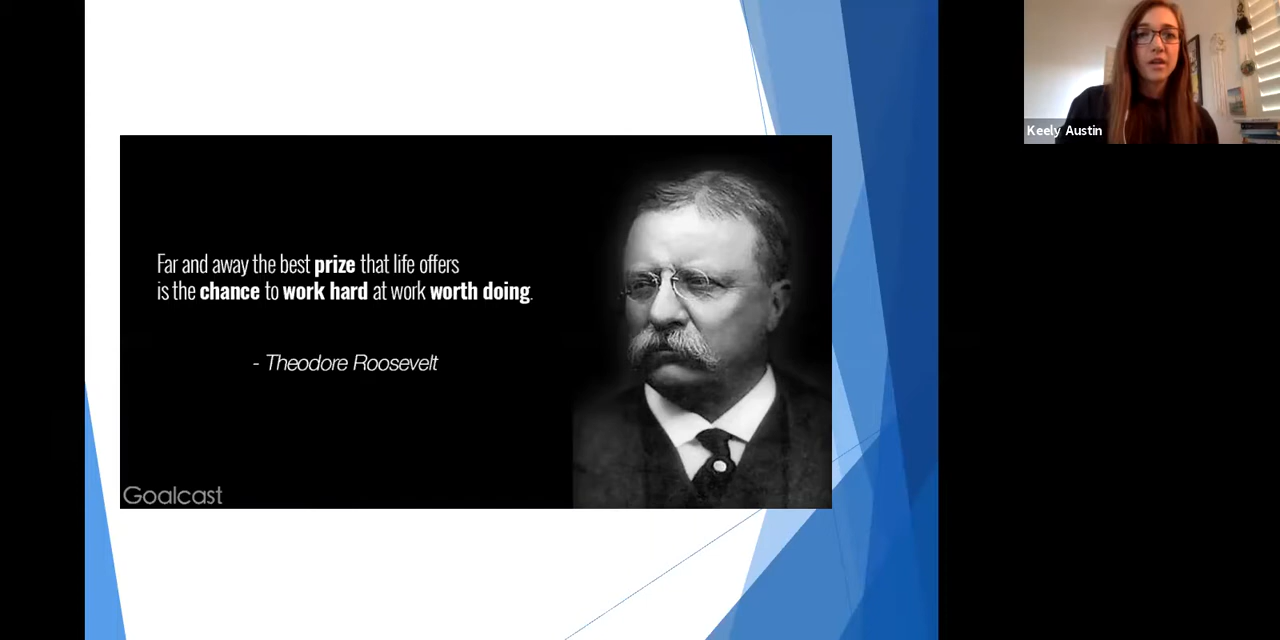 Far and away the best prize that life offers
is the chance to work hard at work worth doing.
- Theodore Roosevelt
Goalcast
Keely Austin